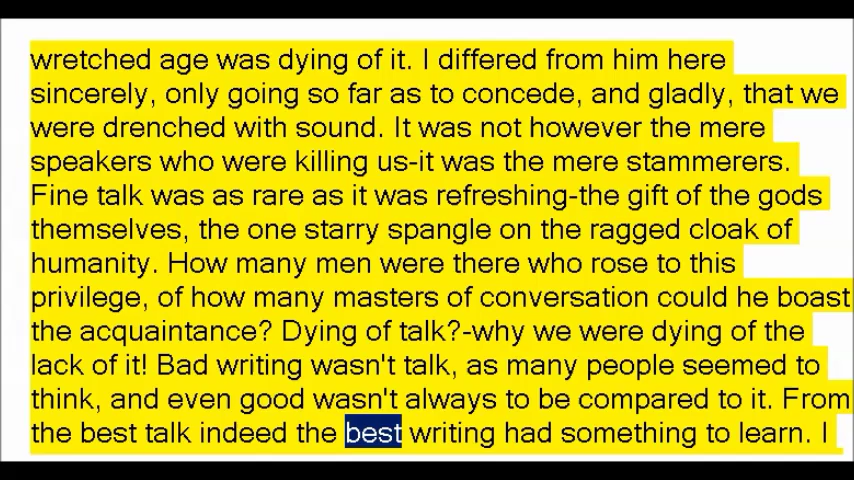 wretched age was dying of it. I differed from him here
sincerely, only going so far as to concede, and gladly, that we
were drenched with sound. It was not however the mere
speakers who were killing us-it was the mere stammerers.
Fine talk was as rare as it was refreshing-the gift of the gods
themselves, the one starry spangle on the ragged cloak of
humanity. How many men were there who rose to this
privilege, of how many masters of conversation could he boast
the acquaintance? Dying of talk?-why we were dying of the
lack of it! Bad writing wasn't talk, as many people seemed to
think, and even good wasn't always to be compared to it. From
the best talk indeed the best writing had something to learn. I